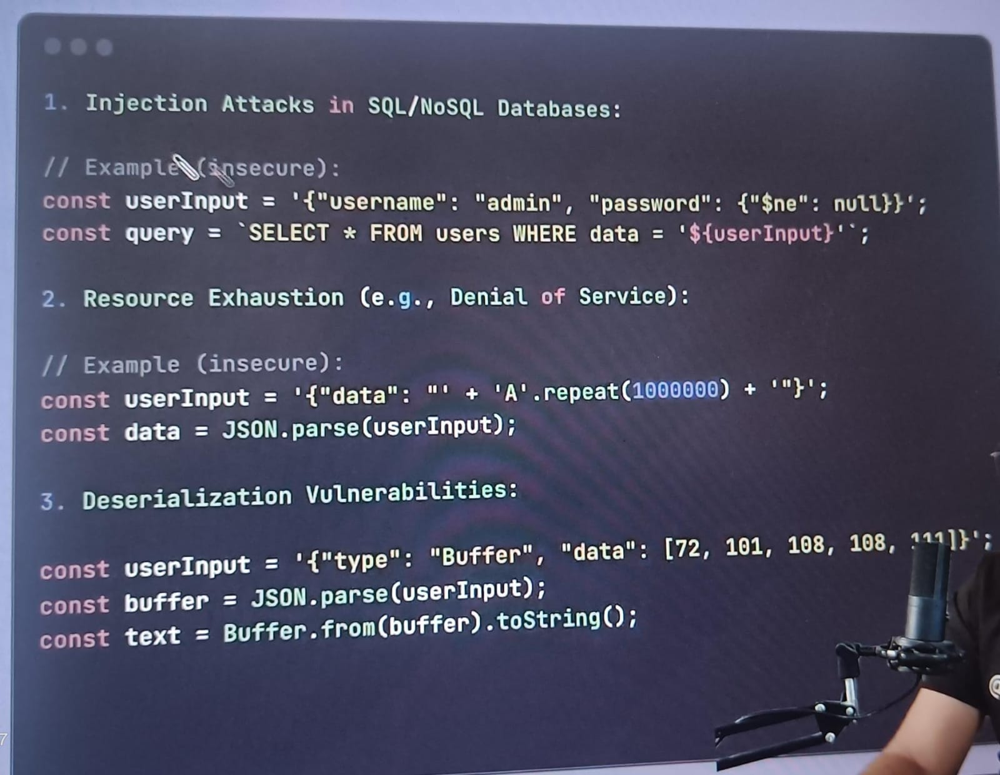 1. Injection Attacks in SQL/NoSQL Databases:
// Example (insecure):
const userInput = '{"username": "admin", "password": {"$ne": null}}';
const query = `SELECT * FROM users WHERE data = '${userInput}'`;
2. Resource Exhaustion (e.g., Denial of Service):
// Example (insecure):
const userInput = '{"data": "' + 'A'.repeat(1000000) + '"}';
const data = JSON.parse(userInput);
3. Deserialization Vulnerabilities:
const userInput = '{"type": "Buffer", "data": [72, 101, 108, 108, 111]}';
const buffer = JSON.parse(userInput);
const text = Buffer.from(buffer).toString();
7